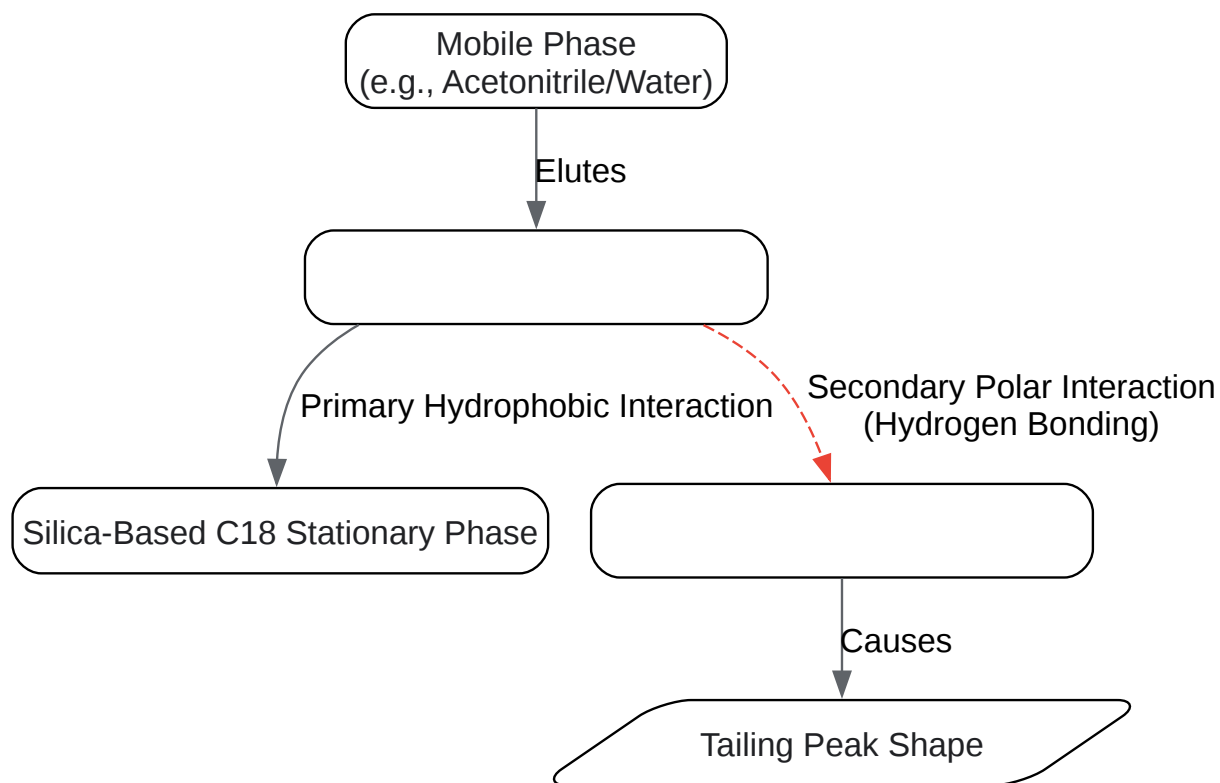 Mobile Phase
(e.g., Acetonitrile/Water)
Elutes
Primary Hydrophobic Interaction
Secondary Polar Interaction
(Hydrogen Bonding)
Silica-Based C18 Stationary Phase
Causes
Tailing Peak Shape